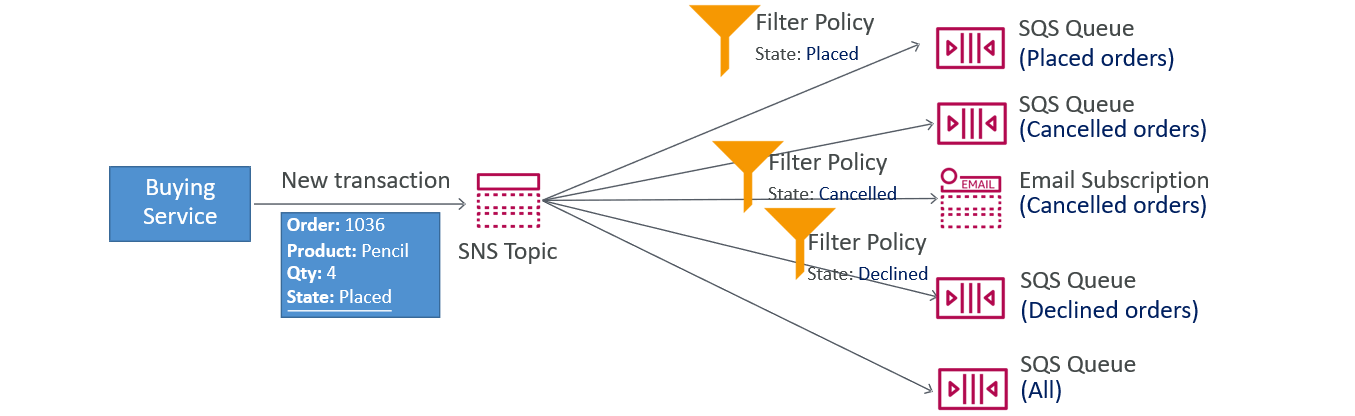 Buying
Service
New transaction
Order: 1036
Product: Pencil
Qty: 4
State: Placed
SNS Topic
Filter Policy
State: Placed
Filter Policy
State: Cancelled
Filter Policy
State: Declined
SQS Queue
(Placed orders)
SQS Queue
(Cancelled orders)
EMAIL
Email Subscription
(Cancelled orders)
SQS Queue
(Declined orders)
SQS Queue
(All)